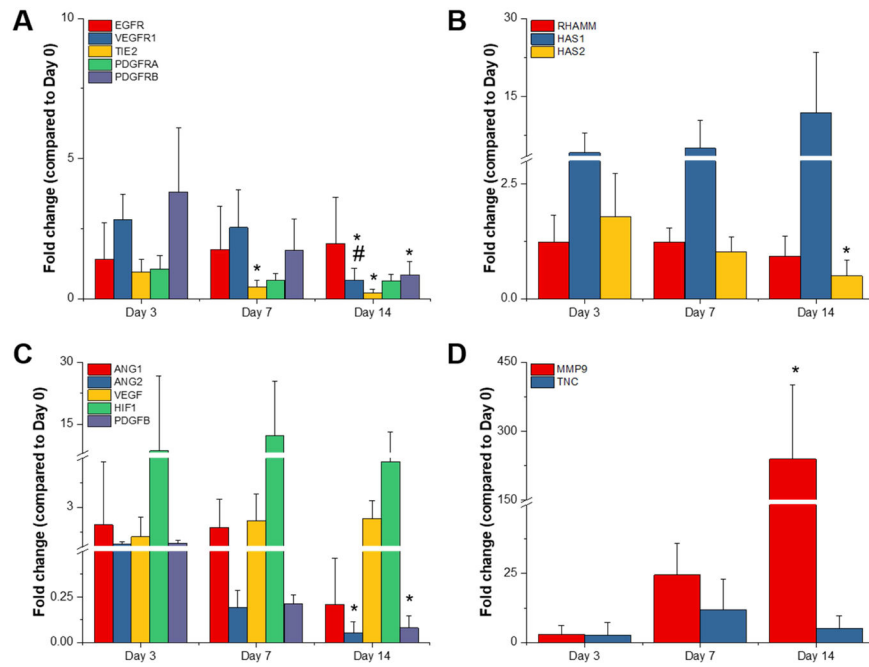 A
Fold change (compared to Day 0)
10
5
0
EGFR
VEGFR1
TIE2
PDGFRA
PDGFRB
*
*
#
*
*
Day 3
Day 7
Day 14
B
Fold change (compared to Day 0)
30
15
2.5
0.0
RHAMM
HAS1
HAS2
*
Day 3
Day 7
Day 14
C
Fold change (compared to Day 0)
30
15
3
0.25
0.00
ANG1
ANG2
VEGF
HIF1
PDGFB
*
*
Day 3
Day 7
Day 14
D
Fold change (compared to Day 0)
450
300
150
25
0
MMP9
TNC
*
Day 3
Day 7
Day 14